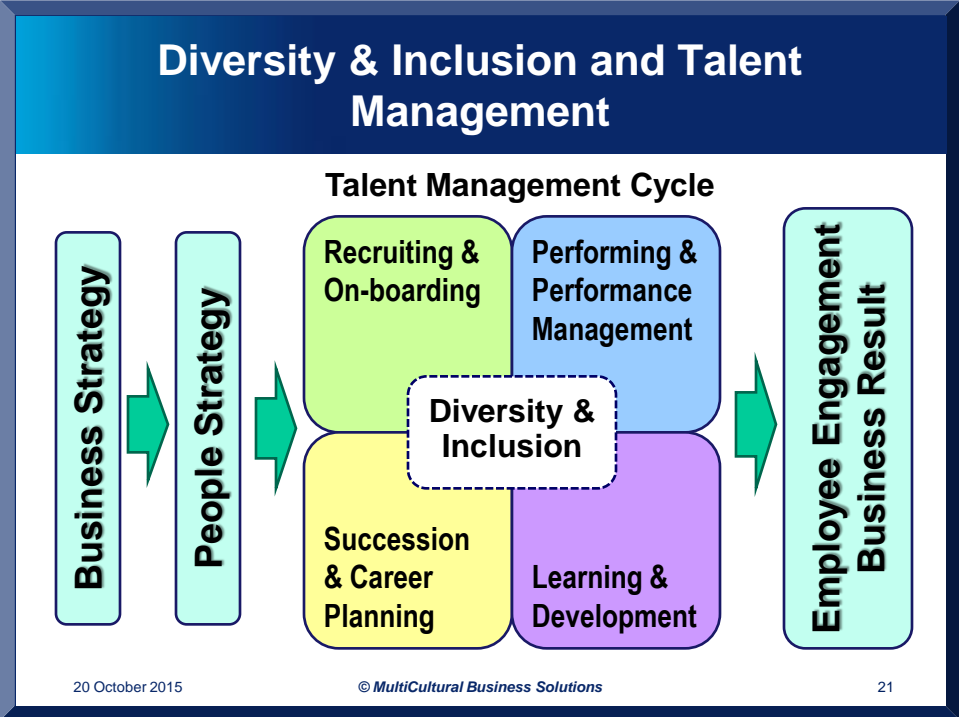 Diversity & Inclusion and Talent
Management
Talent Management Cycle
Business Strategy
People Strategy
Recruiting &
On-boarding
Performing &
Performance
Management
Diversity &
Inclusion
Succession
& Career
Planning
Learning &
Development
Employee Engagement
Business Result
20 October 2015
© MultiCultural Business Solutions
21